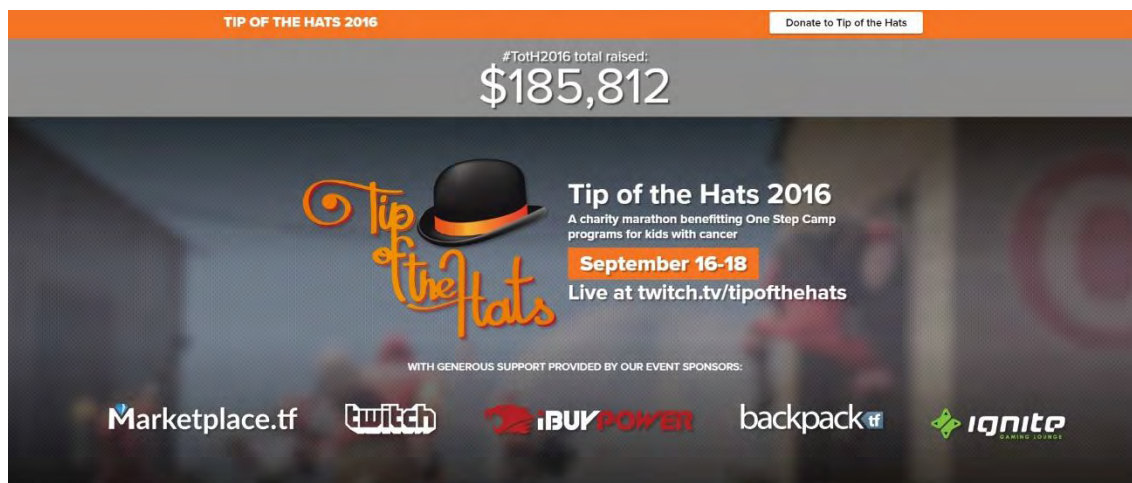 TIP OF THE HATS 2016
Donate to Tip of the Hats
#TotH2016 total raised:
$185,812
Tip
of the
Hats
Tip of the Hats 2016
A charity marathon benefitting One Step Camp
programs for kids with cancer
September 16-18
Live at twitch.tv/tipofthehats
WITH GENEROUS SUPPORT PROVIDED BY OUR EVENT SPONSORS:
Marketplace.tf
twitch
iBUYPOWER
backpack tf
ignite
GAMING LOUNGE